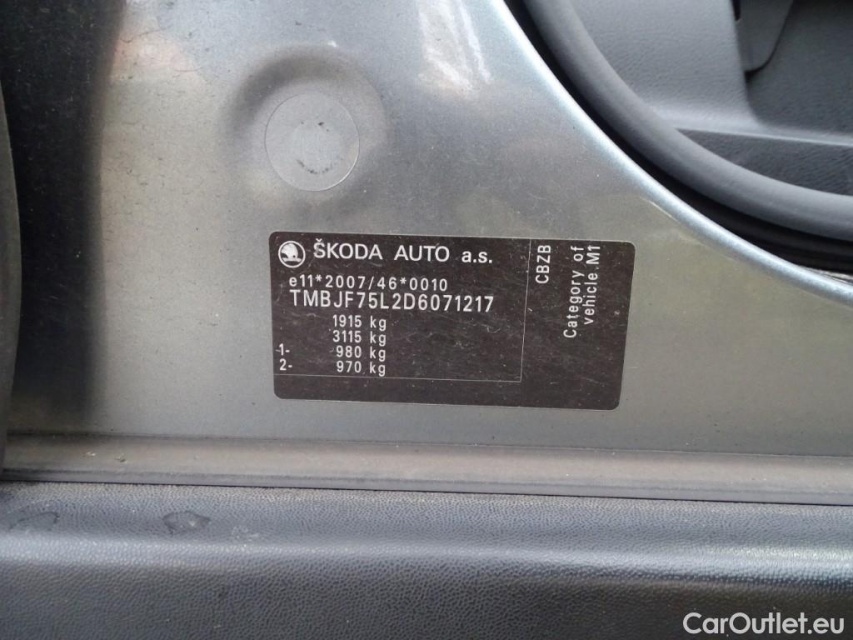 ŠKODA AUTO a.s.
e11*2007/46*0010
TMBJF75L2D6071217
1915 kg
3115 kg
-1- 980 kg
2- 970 kg
CBZB
Category of
vehicle.M1
CarOutlet.eu